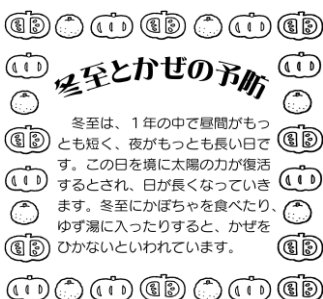 冬至とかぜの予防
冬至は、１年の中で昼間がもっ
とも短く、夜がもっとも長い日で
す。この日を境に太陽の力が復活
するとされ、日が長くなっていき
ます。冬至にかぼちゃを食べたり、
ゆず湯に入ったりすると、かぜを
ひかないといわれています。